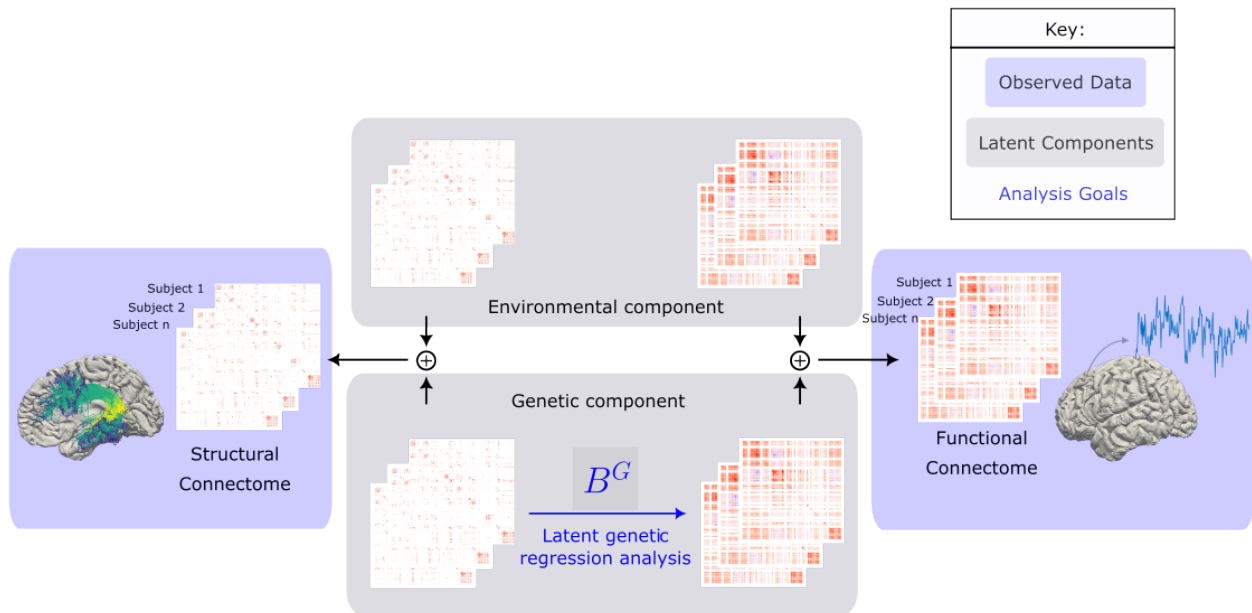 Key:
Observed Data
Latent Components
Analysis Goals
Environmental component
Subject 1
Subject 2
Subject n
Structural
Connectome
Genetic component
B^G
Latent genetic
regression analysis
Subject 1
Subject 2
Subject n
Functional
Connectome